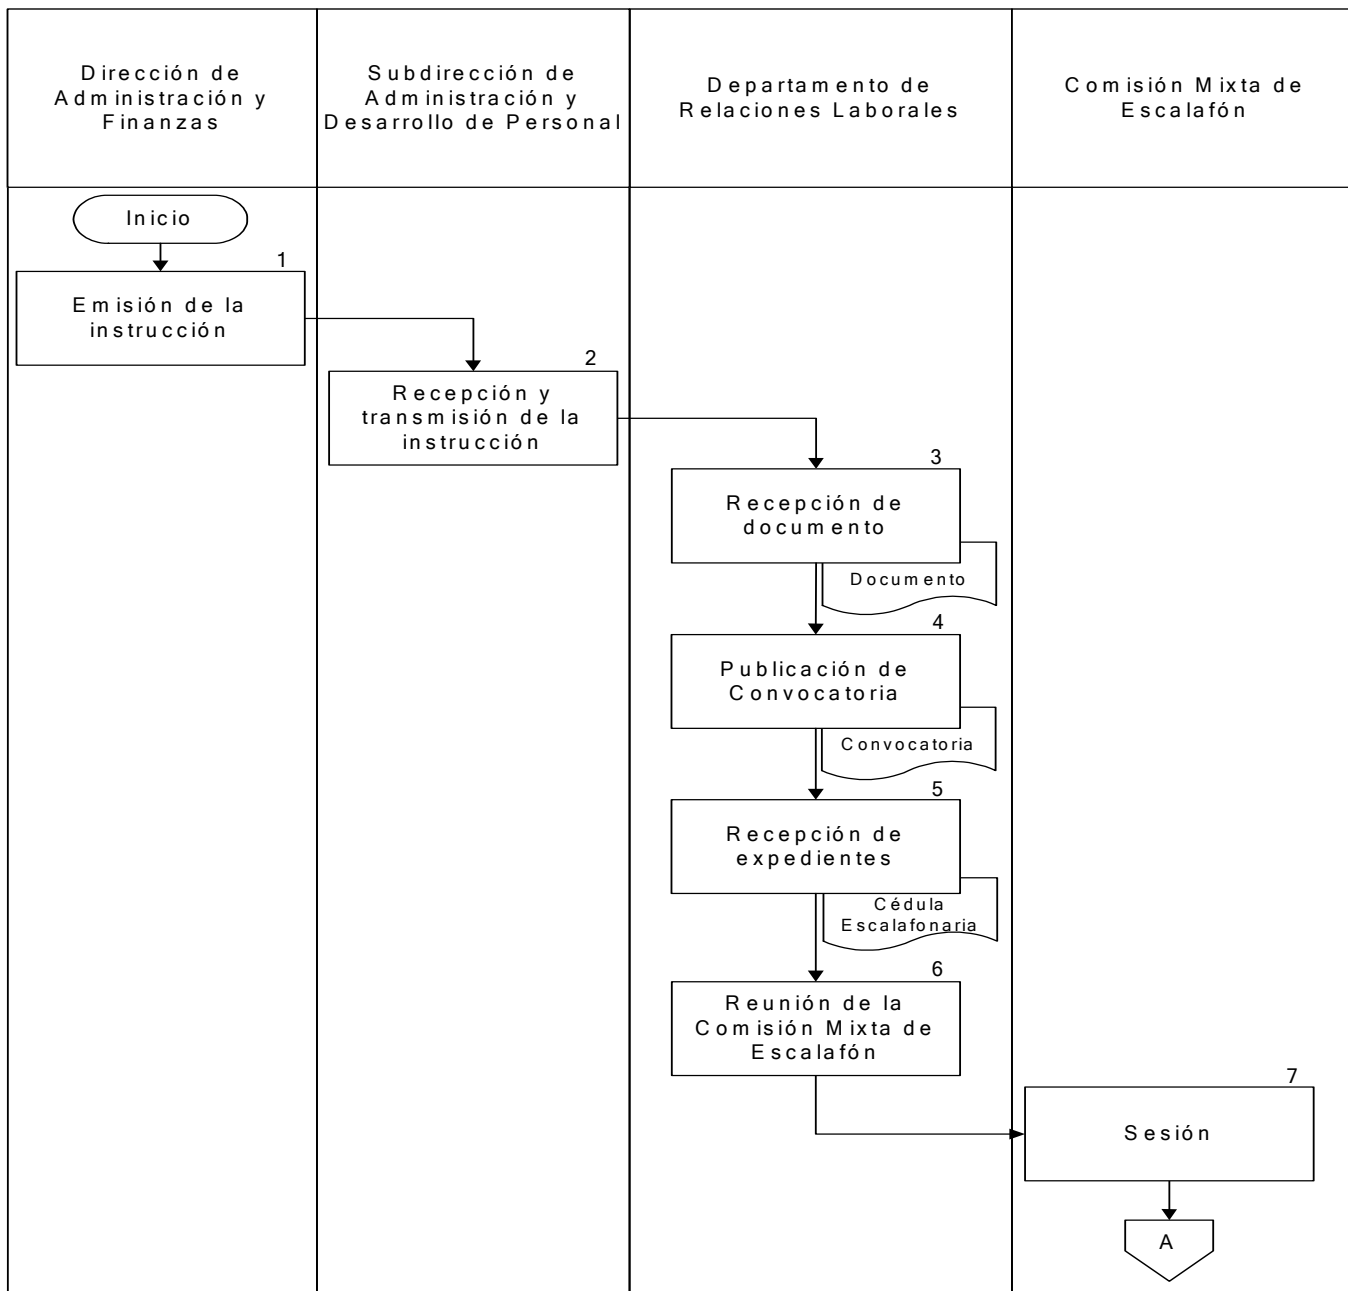 Dirección de
Administración y
Finanzas
Subdirección de
Administración y
Desarrollo de Personal
Departamento de
Relaciones Laborales
Comisión Mixta de
Escalafón
Inicio
1
Emisión de la
instrucción
2
Recepción y
transmisión de la
instrucción
3
Recepción de
documento
Documento
4
Publicación de
Convocatoria
Convocatoria
5
Recepción de
expedientes
Cédula
Escalafonaria
6
Reunión de la
Comisión Mixta de
Escalafón
7
Sesión
A